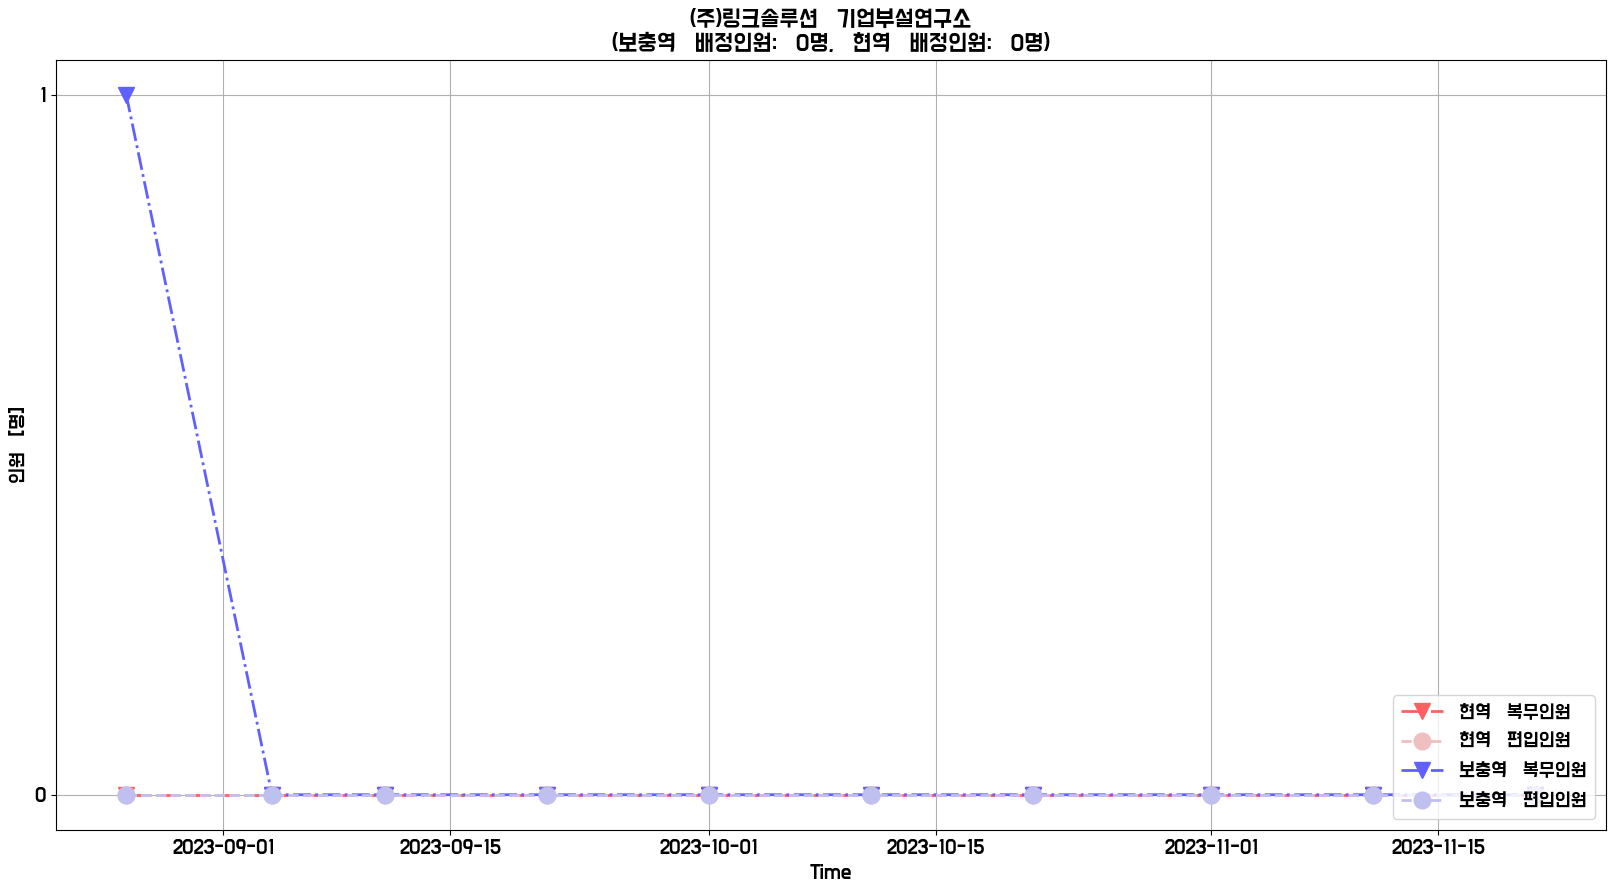 (주)링크솔루션 기업부설연구소
(보충역 배정인원: 0명, 현역 배정인원: 0명)
인원 [명]
1
0
현역 복무인원
현역 편입인원
보충역 복무인원
보충역 편입인원
2023-09-01 2023-09-15 2023-10-01 2023-10-15 2023-11-01 2023-11-15
Time